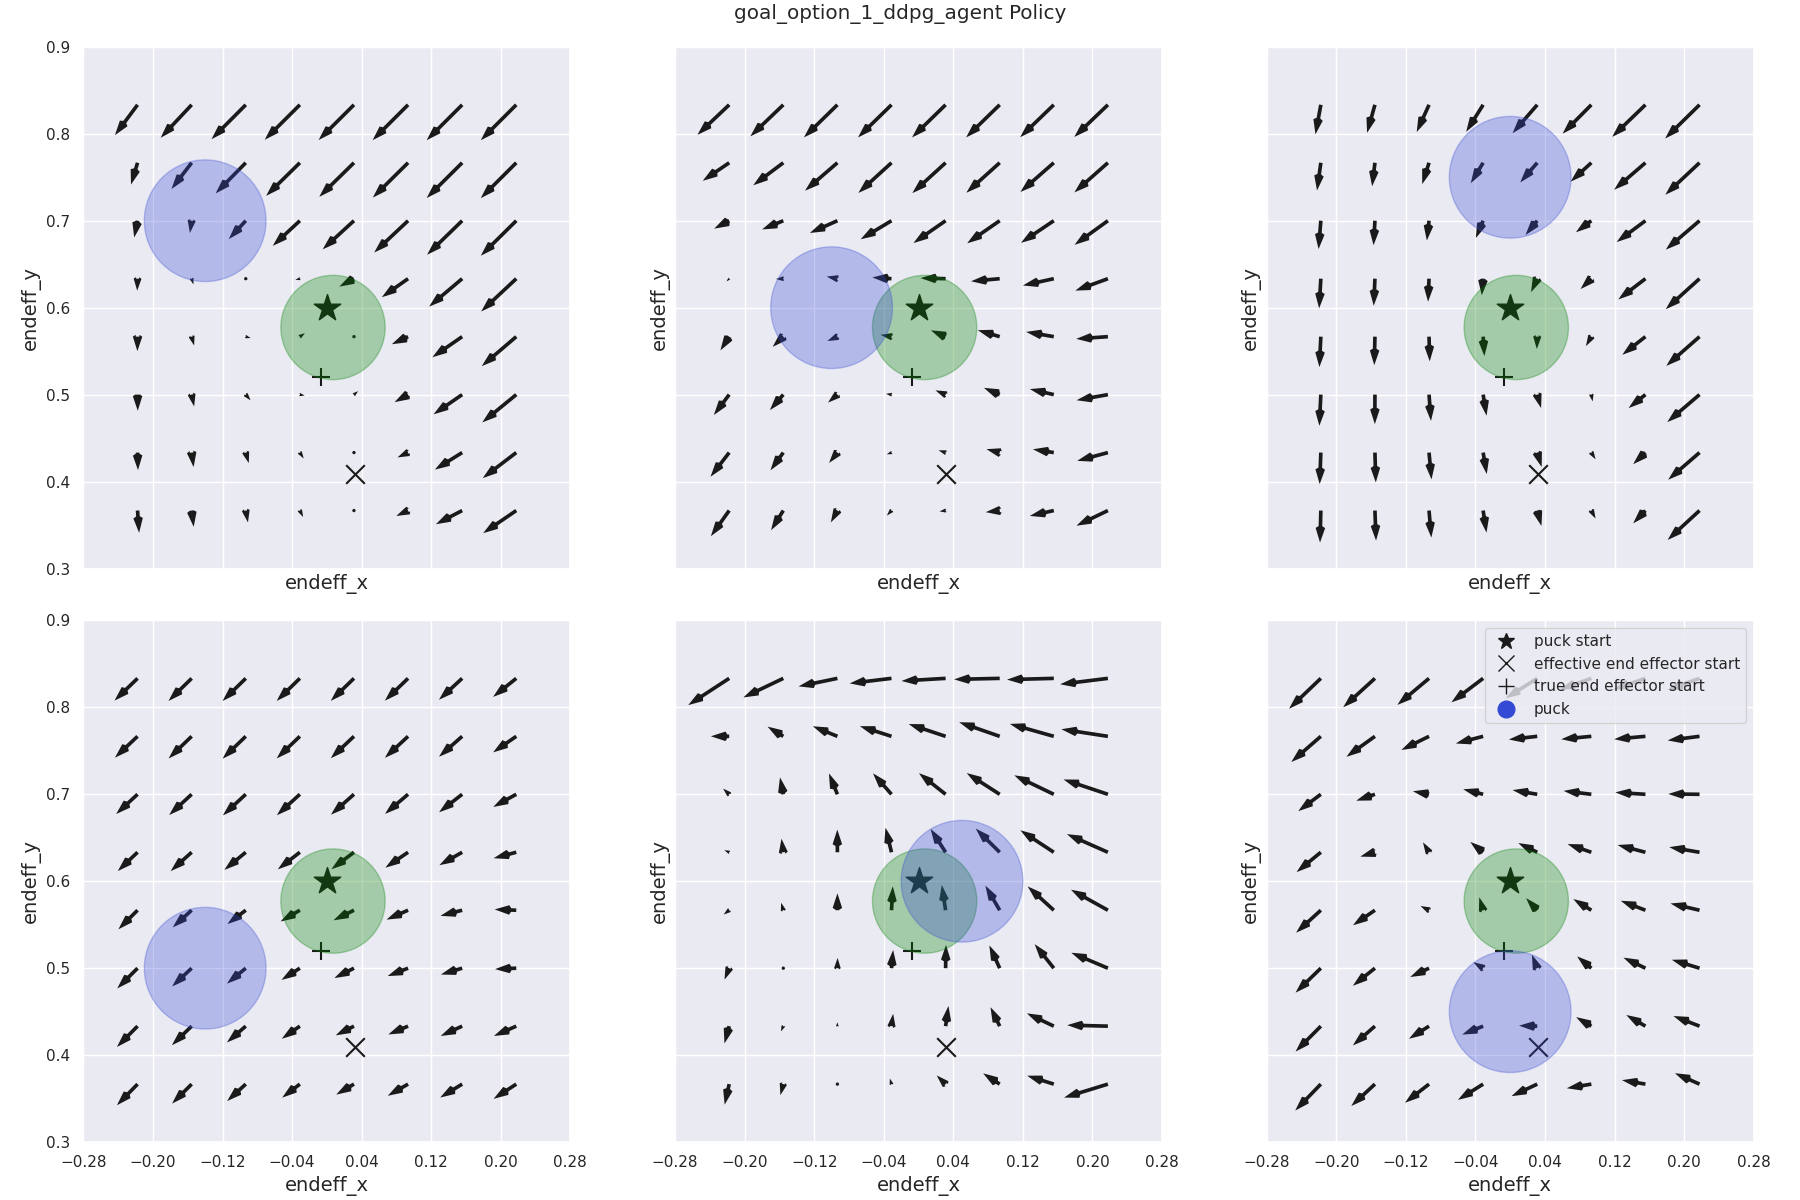 goal_option_1_ddpg_agent Policy
0.9
0.8
0.7
0.6
0.5
0.4
0.3
endeff_y
endeff_x
endeff_y
endeff_x
endeff_y
endeff_x
0.9
0.8
0.7
0.6
0.5
0.4
0.3
endeff_y
−0.28 −0.20 −0.12 −0.04 0.04 0.12 0.20 0.28
endeff_x
endeff_y
−0.28 −0.20 −0.12 −0.04 0.04 0.12 0.20 0.28
endeff_x
puck start
effective end effector start
true end effector start
puck
endeff_y
−0.28 −0.20 −0.12 −0.04 0.04 0.12 0.20 0.28
endeff_x